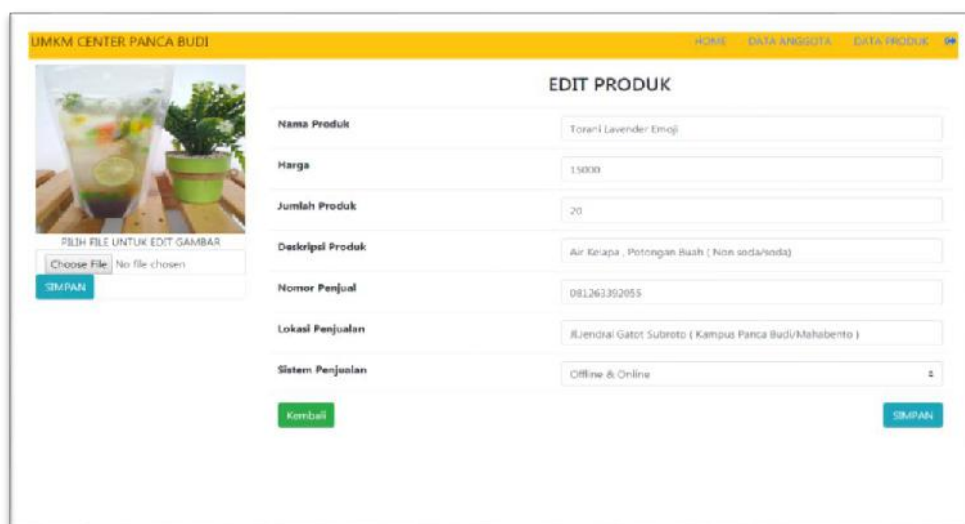 UMKM CENTER PANCA BUDI
HOME DATA ANGGOTA DATA PRODUK
EDIT PRODUK
PILIH FILE UNTUK EDIT GAMBAR
Choose File No file chosen
SIMPAN
Nama Produk Torani Lavender Emoji
Harga 15000
Jumlah Produk 20
Deskripsi Produk Air Kelapa , Potongan Buah ( Non soda/soda)
Nomor Penjual 081263392055
Lokasi Penjualan Jl.Jendral Gatot Subroto ( Kampus Panca Budi/Mahabento )
Sistem Penjualan Offline & Online
Kembali SIMPAN